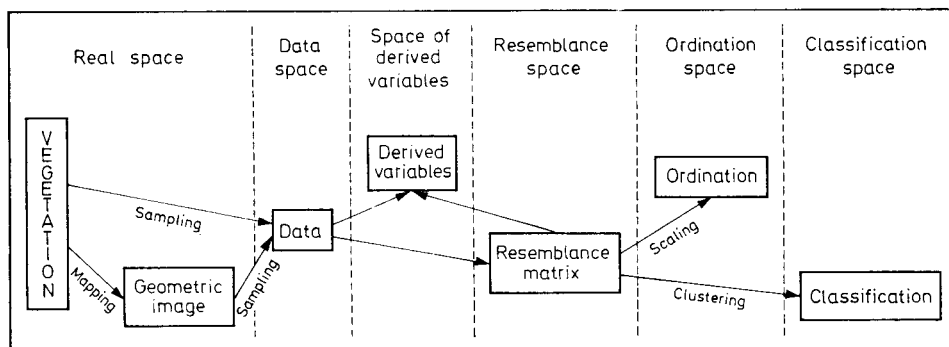 Real space
Data
space
Space of
derived
variables
Resemblance
space
Ordination
space
Classification
space
VEGETATION
Mapping
Sampling
Geometric
image
Sampling
Data
Derived
variables
Resemblance
matrix
Scaling
Clustering
Ordination
Classification